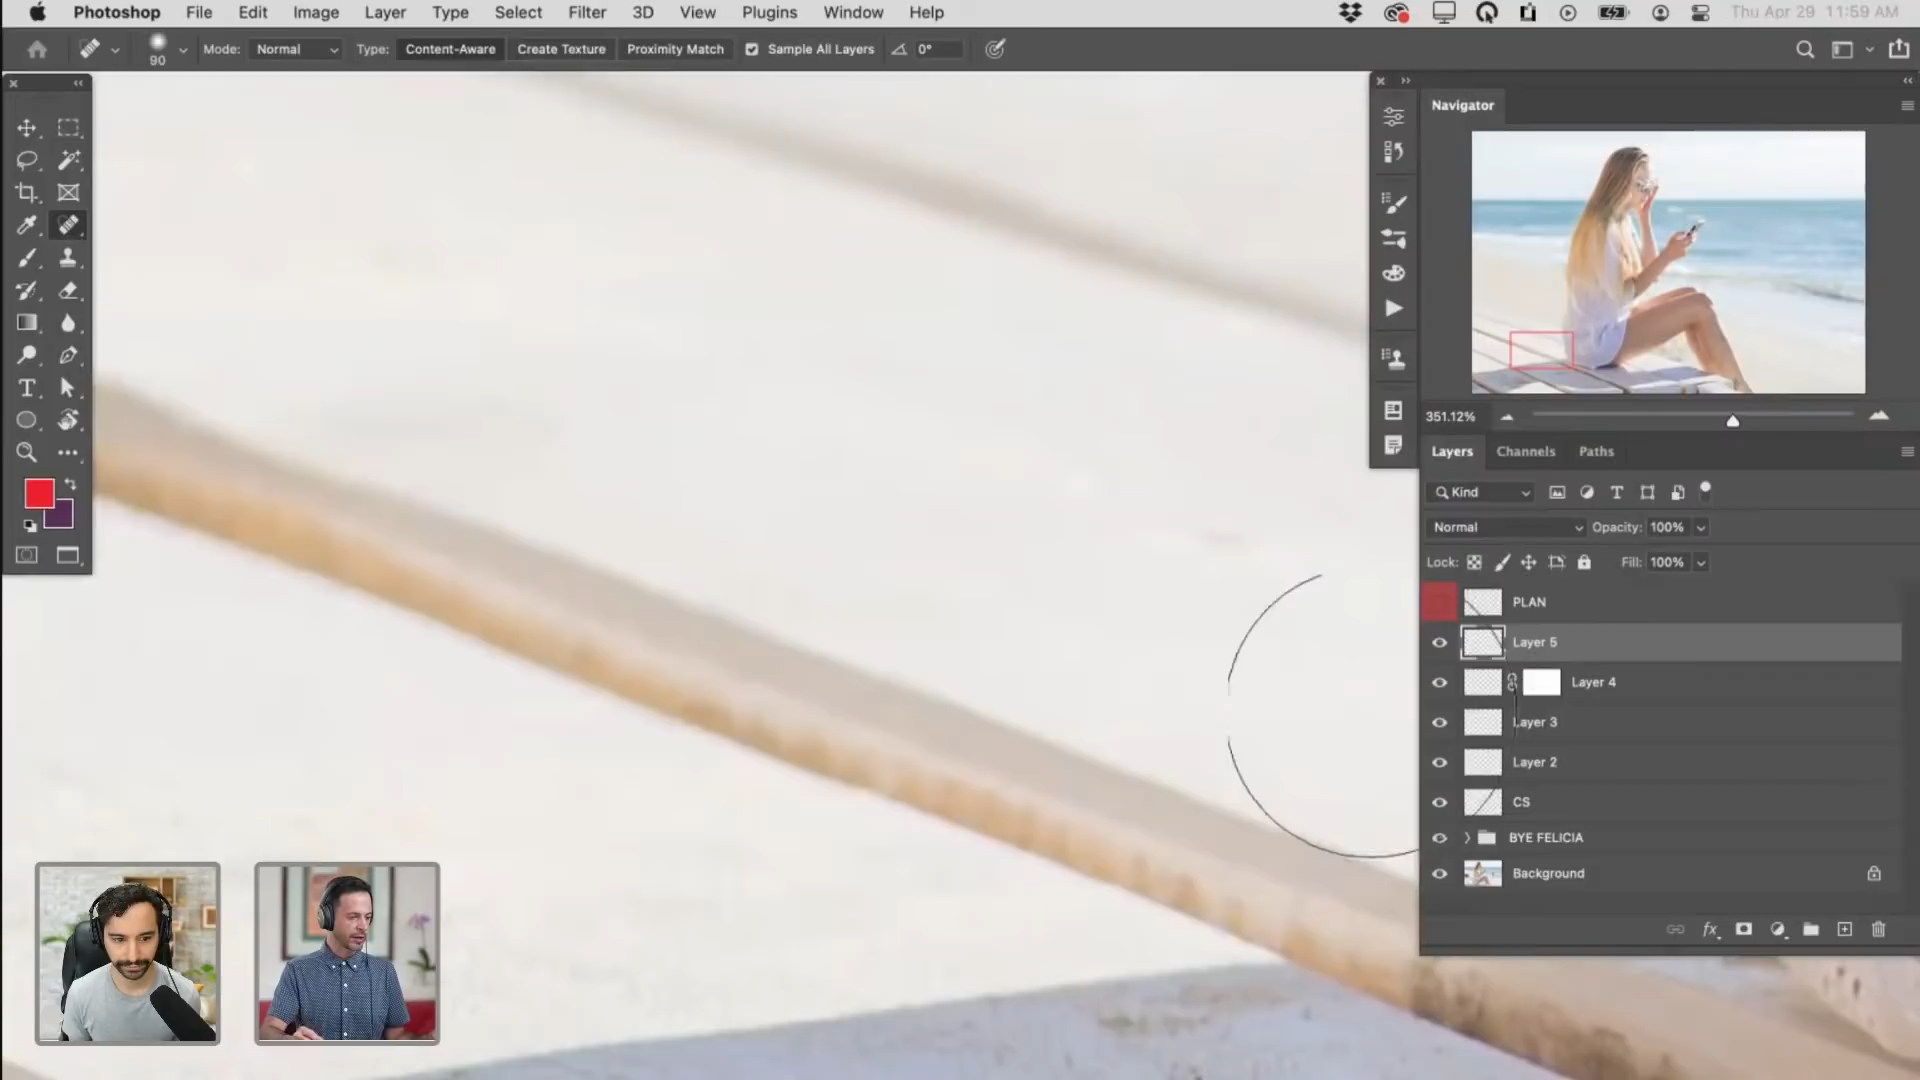 Photoshop File Edit Image Layer Type Select Filter 3D View Plugins Window Help Thu Apr 29 11:59 AM
90 Mode: Normal Type: Content-Aware Create Texture Proximity Match Sample All Layers 0°
Navigator
351.12%
Layers Channels Paths
Kind
Normal Opacity: 100%
Lock: Fill: 100%
PLAN
Layer 5
Layer 4
Layer 3
Layer 2
CS
BYE FELICIA
Background
fx